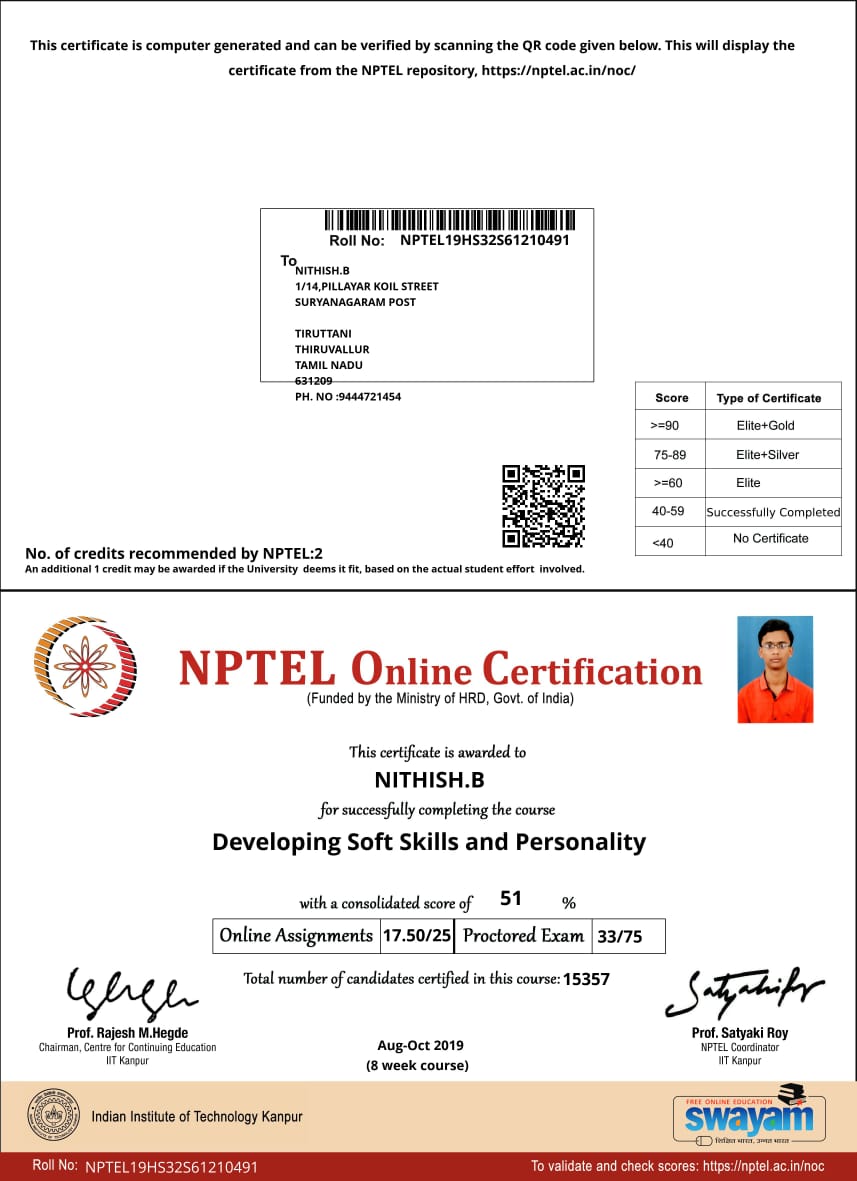 This certificate is computer generated and can be verified by scanning the QR code given below. This will display the
certificate from the NPTEL repository, https://nptel.ac.in/noc/
Roll No: NPTEL19HS32S61210491
To
NITHISH.B
1/14,PILLAYAR KOIL STREET
SURYANAGARAM POST
TIRUTTANI
THIRUVALLUR
TAMIL NADU
631209
PH. NO :9444721454
Score Type of Certificate
>=90 Elite+Gold
75-89 Elite+Silver
>=60 Elite
40-59 Successfully Completed
<40 No Certificate
No. of credits recommended by NPTEL:2
An additional 1 credit may be awarded if the University deems it fit, based on the actual student effort involved.
NPTEL Online Certification
(Funded by the Ministry of HRD, Govt. of India)
This certificate is awarded to
NITHISH.B
for successfully completing the course
Developing Soft Skills and Personality
with a consolidated score of 51 %
Online Assignments 17.50/25 Proctored Exam 33/75
Total number of candidates certified in this course: 15357
Prof. Rajesh M.Hegde
Chairman, Centre for Continuing Education
IIT Kanpur
Aug-Oct 2019
(8 week course)
Prof. Satyaki Roy
NPTEL Coordinator
IIT Kanpur
Indian Institute of Technology Kanpur
FREE ONLINE EDUCATION
swayam
शिक्षित भारत, उन्नत भारत
Roll No: NPTEL19HS32S61210491
To validate and check scores: https://nptel.ac.in/noc